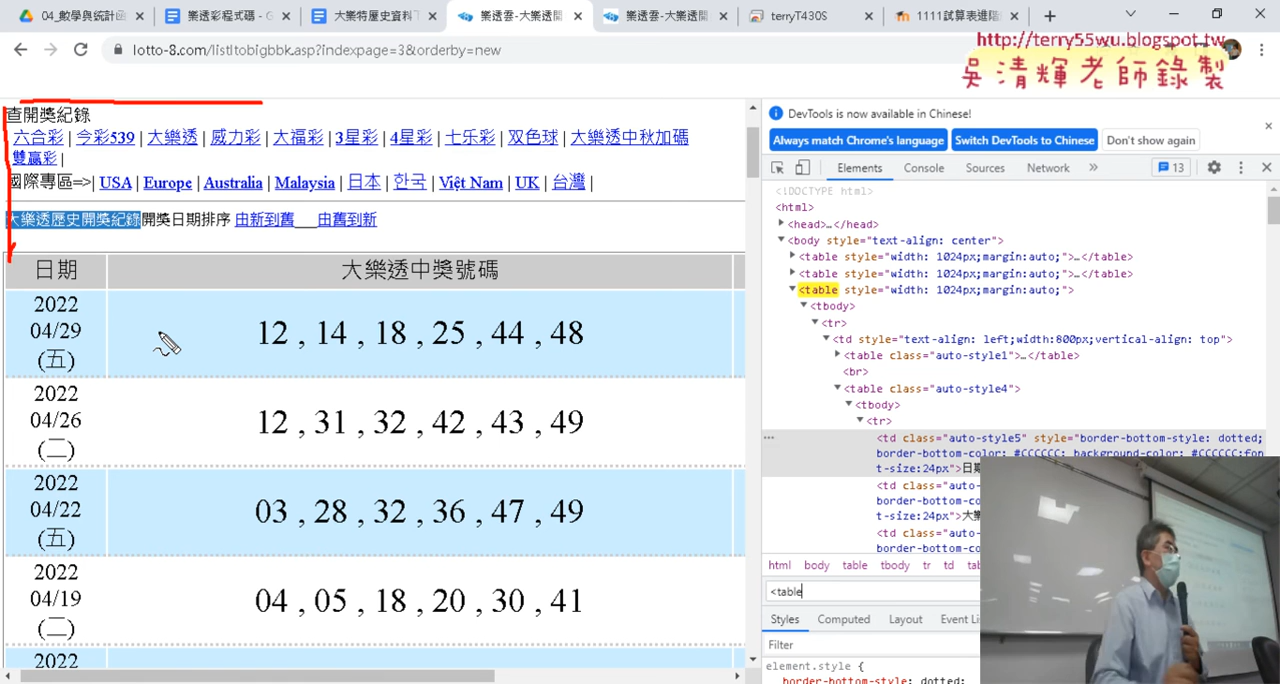 04_數學與統計函
樂透彩程式碼 - G
大樂特歷史資料下
樂透雲-大樂透開
樂透雲-大樂透開
terryT430S
1111試算表進階
lotto-8.com/listltobigbbk.asp?indexpage=3&orderby=new
http://terry55wu.blogspot.tw
吳清輝老師錄製
查開獎紀錄
六合彩 | 今彩539 | 大樂透 | 威力彩 | 大福彩 | 3星彩 | 4星彩 | 七乐彩 | 双色球 | 大樂透中秋加碼
雙贏彩 |
國際專區=>| USA | Europe | Australia | Malaysia | 日本 | 한국 | Việt Nam | UK | 台灣 |
大樂透歷史開獎紀錄開獎日期排序 由新到舊___由舊到新
日期 大樂透中獎號碼
2022
04/29
(五)
12 , 14 , 18 , 25 , 44 , 48
2022
04/26
(二)
12 , 31 , 32 , 42 , 43 , 49
2022
04/22
(五)
03 , 28 , 32 , 36 , 47 , 49
2022
04/19
(二)
04 , 05 , 18 , 20 , 30 , 41
2022
DevTools is now available in Chinese!
Always match Chrome's language Switch DevTools to Chinese Don't show again
Elements Console Sources Network » 13
<!DOCTYPE html>
<html>
<head>…</head>
<body style="text-align: center">
<table style="width: 1024px;margin:auto;">…</table>
<table style="width: 1024px;margin:auto;">…</table>
<table style="width: 1024px;margin:auto;">
<tbody>
<tr>
<td style="text-align: left;width:800px;vertical-align: top">
<table class="auto-style1">…</table>
<br>
<table class="auto-style4">
<tbody>
<tr>
<td class="auto-style5" style="border-bottom-style: dotted;
border-bottom-color: #CCCCCC; background-color: #CCCCCC;fon
t-size:24px">日期
<td class="auto-
border-bottom-co
t-size:24px">大
<td class="auto-
border-bottom-co
html body table tbody tr td tab
<table
Styles Computed Layout Event Li
Filter
element.style {
border-bottom-style: dotted;